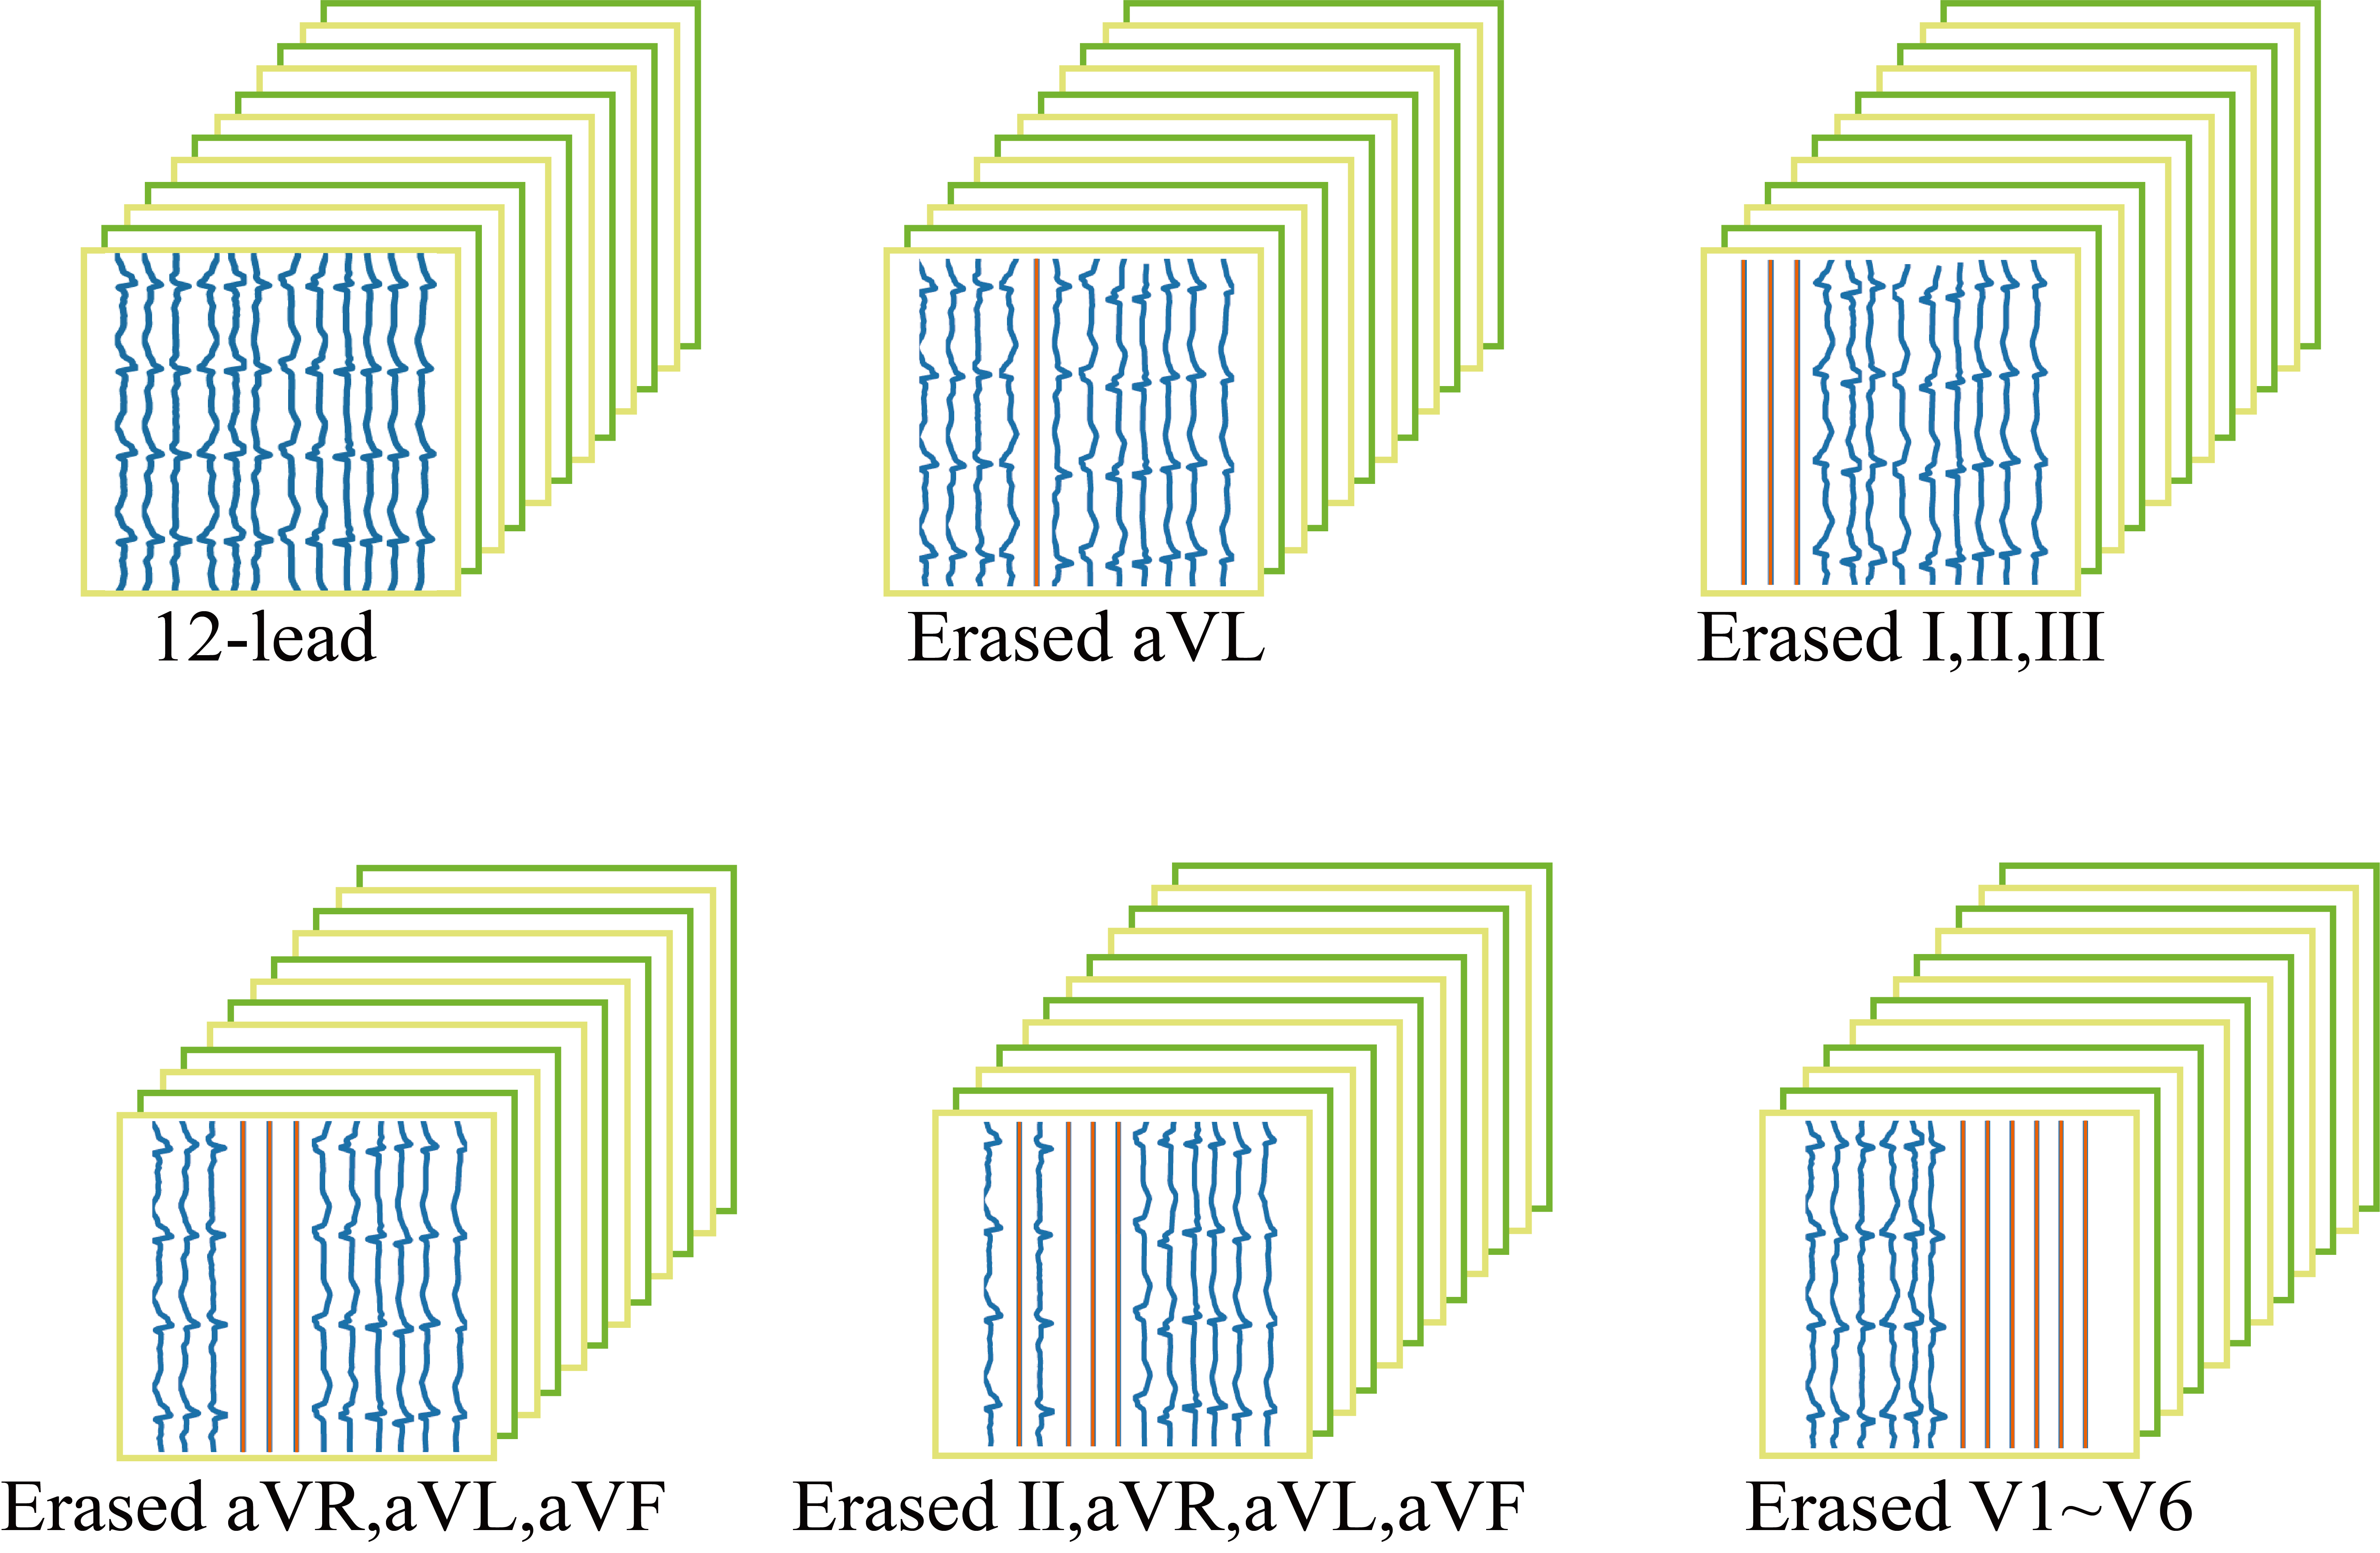 12-lead
Erased aVL
Erased I,II,III
Erased aVR,aVL,aVF
Erased II,aVR,aVL,aVF
Erased V1~V6